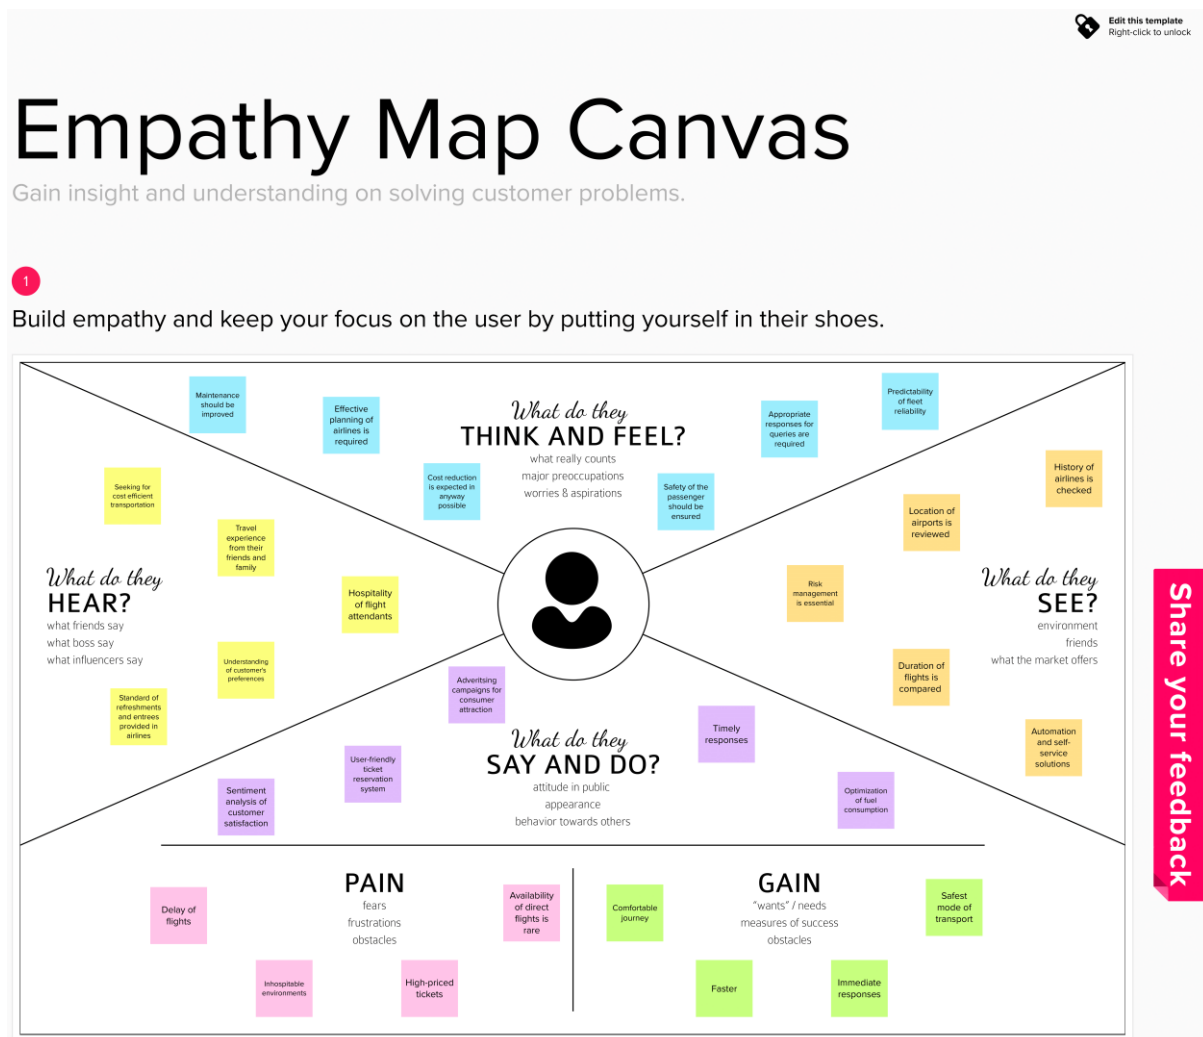 Edit this template
Right-click to unlock
Empathy Map Canvas
Gain insight and understanding on solving customer problems.
1
Build empathy and keep your focus on the user by putting yourself in their shoes.
Maintenance
should be
improved
Effective
planning of
airlines is
required
Cost reduction
is expected in
anyway
possible
What do they
THINK AND FEEL?
what really counts
major preoccupations
worries & aspirations
Safety of the
passenger
should be
ensured
Appropriate
responses for
queries are
required
Predictability
of fleet
reliability
Seeking for
cost efficient
transportation
Travel
experience
from their
friends and
family
Hospitality
of flight
attendants
What do they
HEAR?
what friends say
what boss say
what influencers say
Understanding
of customer's
preferences
Standard of
refreshments
and entrees
provided in
airlines
History of
airlines is
checked
Location of
airports is
reviewed
Risk
management
is essential
What do they
SEE?
environment
friends
what the market offers
Duration of
flights is
compared
Automation
and self-
service
solutions
Adveritsing
campaigns for
consumer
attraction
User-friendly
ticket
reservation
system
Sentiment
analysis of
customer
satisfaction
What do they
SAY AND DO?
attitude in public
appearance
behavior towards others
Timely
responses
Optimization
of fuel
consumption
PAIN
fears
frustrations
obstacles
Delay of
flights
Availability
of direct
flights is
rare
Inhospitable
environments
High-priced
tickets
GAIN
"wants" / needs
measures of success
obstacles
Comfortable
journey
Safest
mode of
transport
Faster
Immediate
responses
Share your feedback